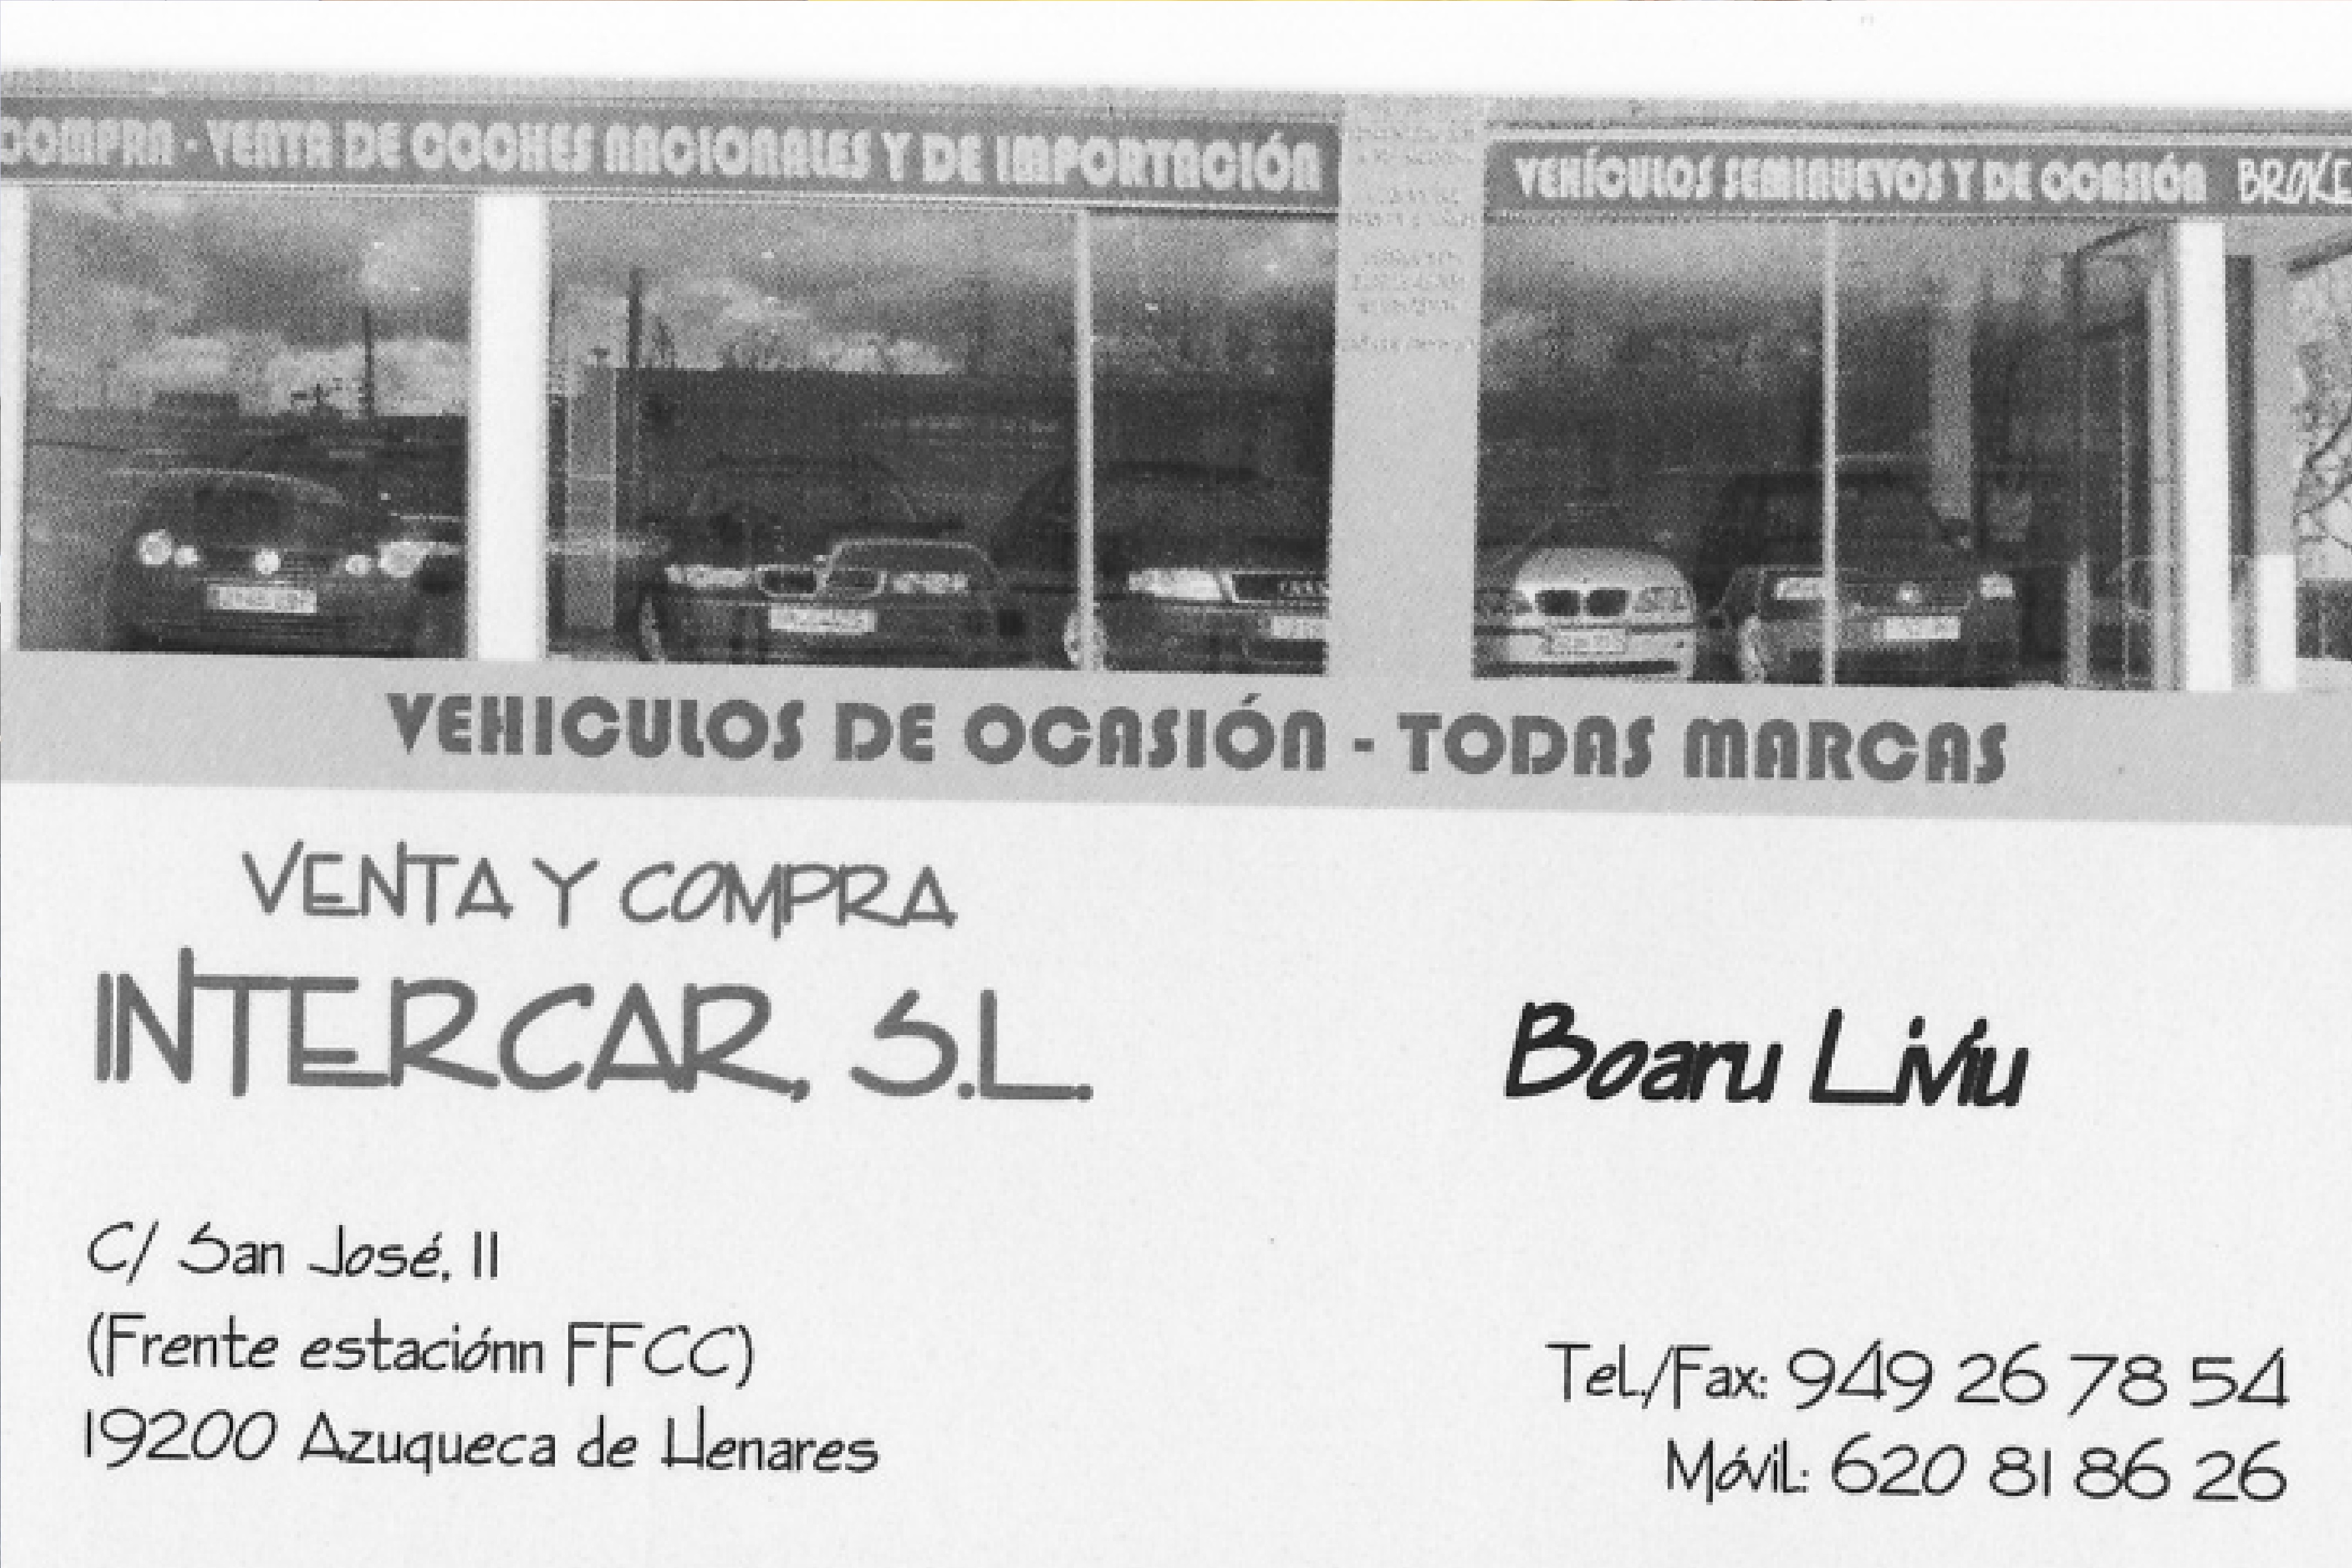 COMPRA - VENTA DE COCHES NACIONALES Y DE IMPORTACIÓN
VEHÍCULOS SEMINUEVOS Y DE OCASIÓN BROKE
VEHICULOS DE OCASIÓN - TODAS MARCAS
VENTA Y COMPRA
INTERCAR, S.L.
Boaru Liviu
C/ San José, 11
(Frente estaciónn FFCC)
19200 Azuqueca de Henares
Tel./Fax: 949 26 78 54
Móvil: 620 81 86 26